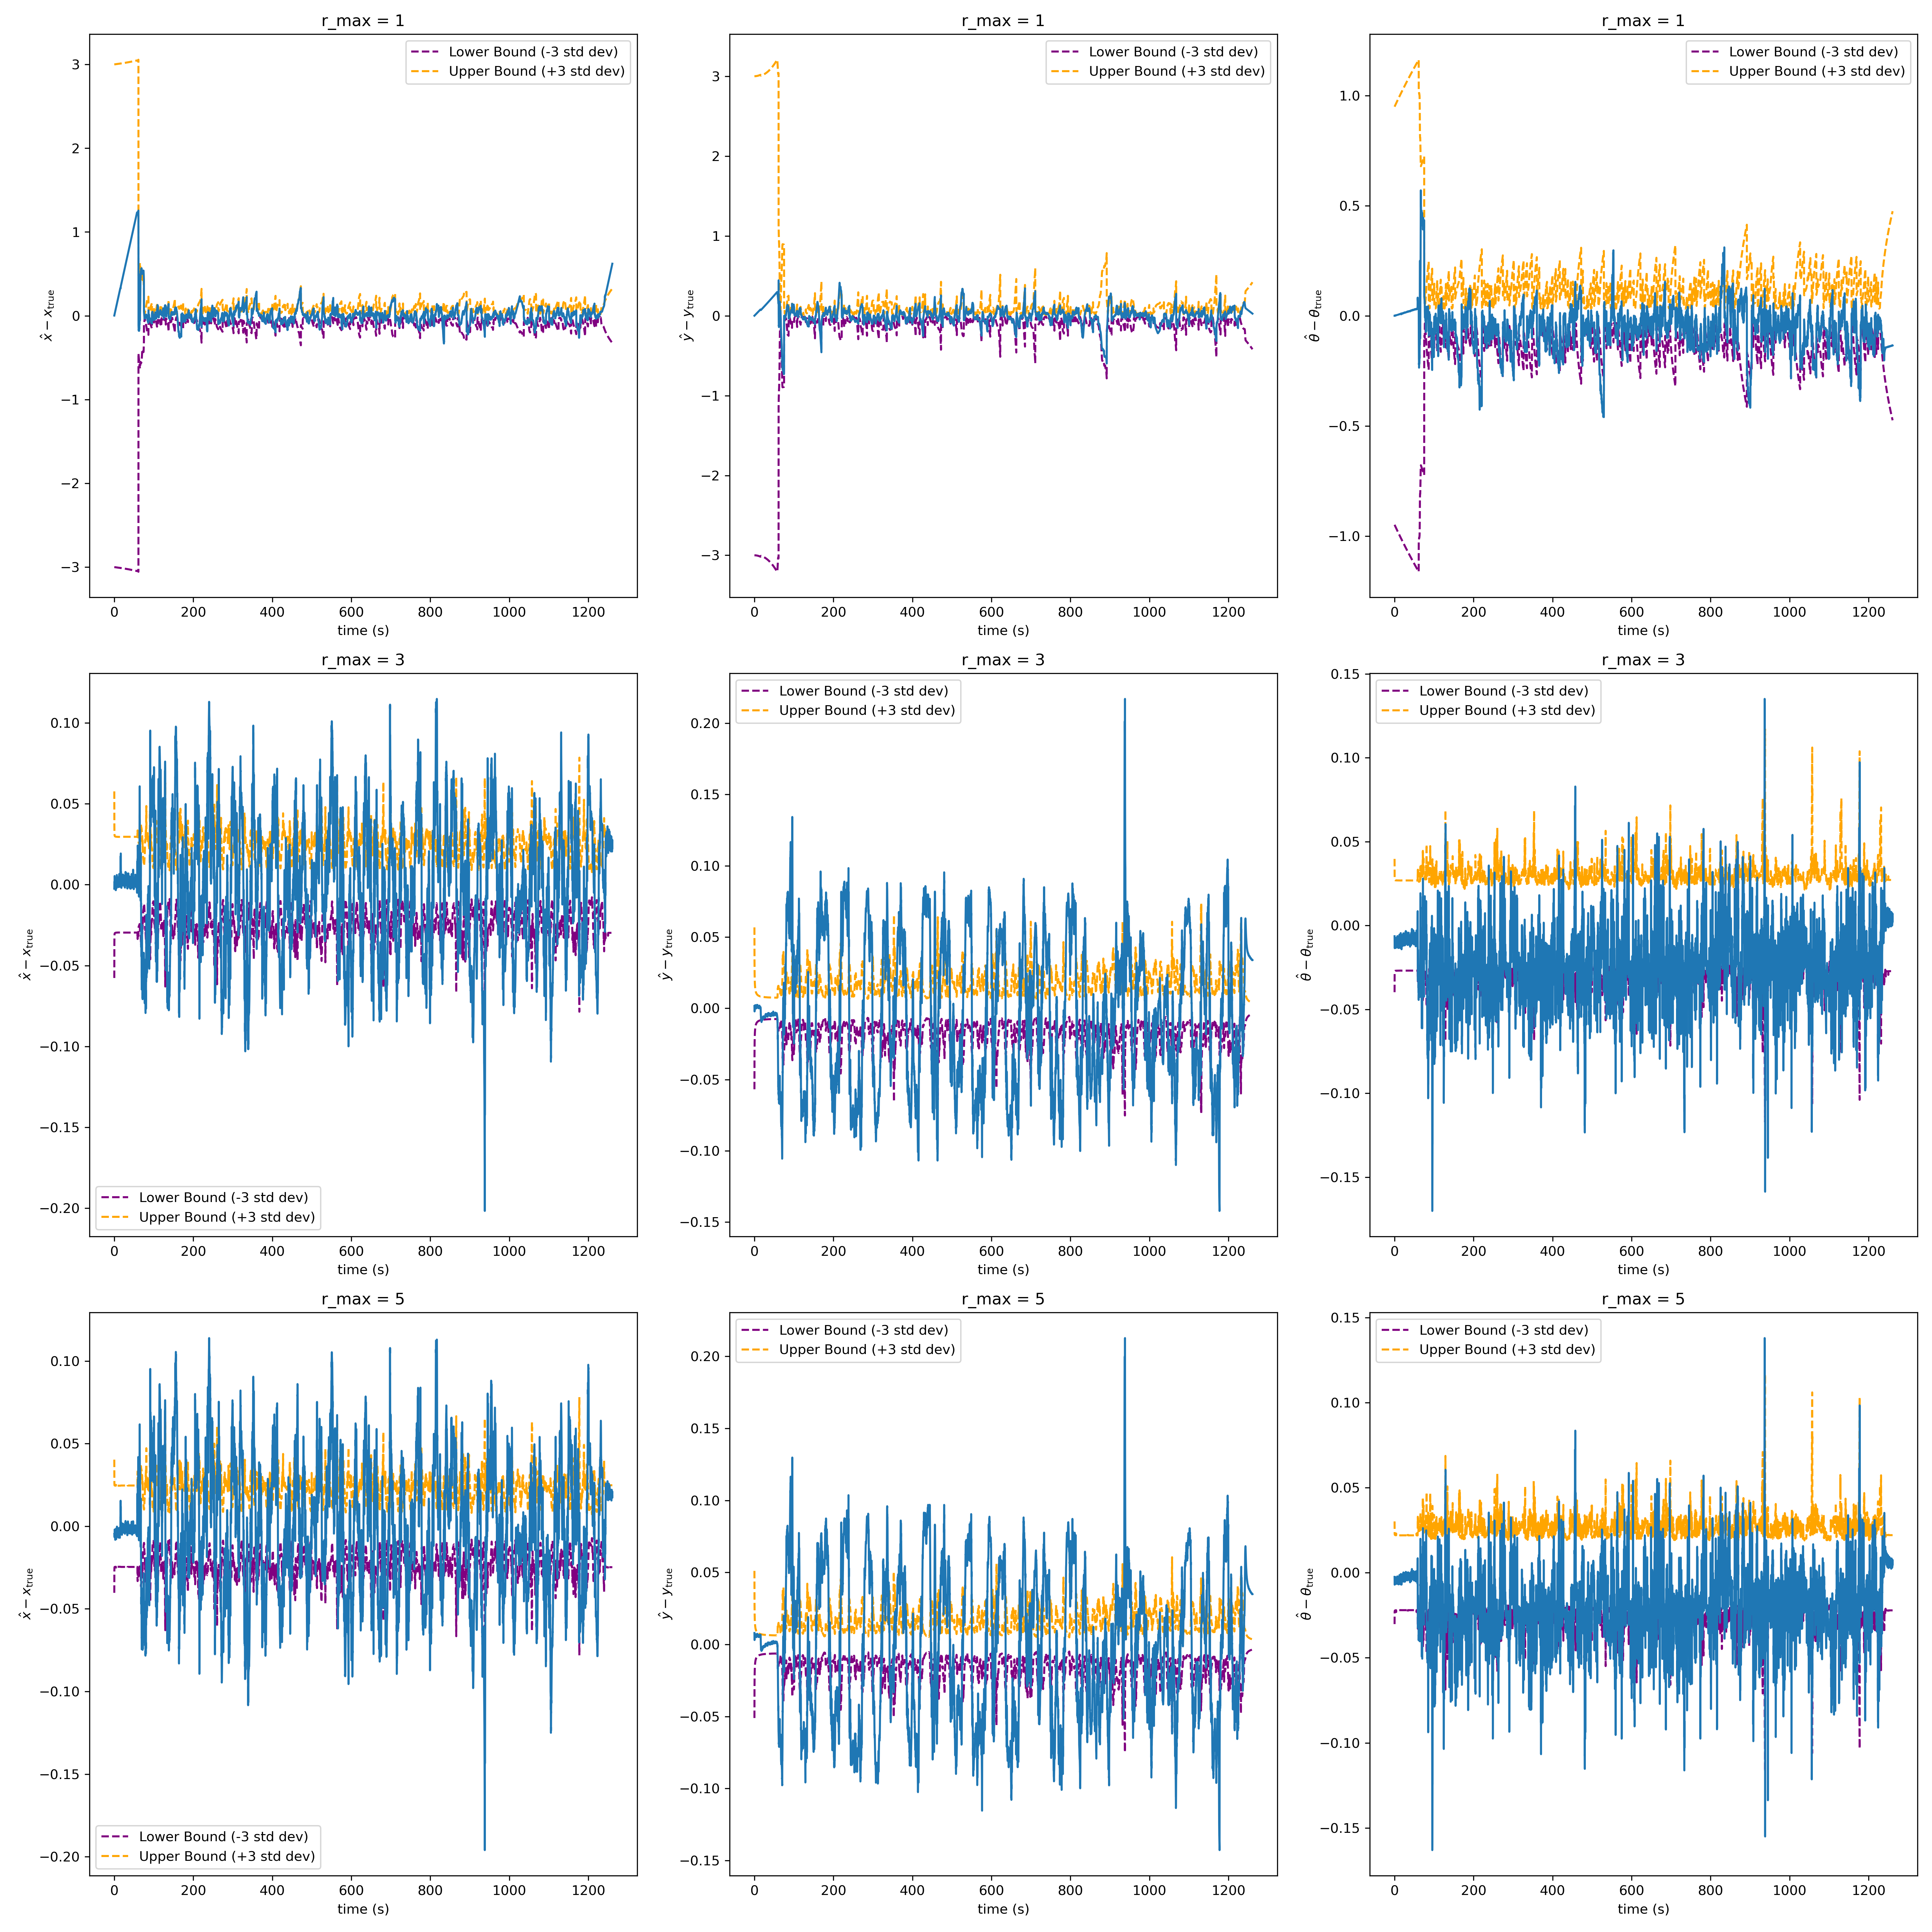 r_max = 1
Lower Bound (-3 std dev)
Upper Bound (+3 std dev)
3
2
1
0
−1
−2
−3
x̂ − x_true
0 200 400 600 800 1000 1200
time (s)
r_max = 1
Lower Bound (-3 std dev)
Upper Bound (+3 std dev)
3
2
1
0
−1
−2
−3
ŷ − y_true
0 200 400 600 800 1000 1200
time (s)
r_max = 1
Lower Bound (-3 std dev)
Upper Bound (+3 std dev)
1.0
0.5
0.0
−0.5
−1.0
θ̂ − θ_true
0 200 400 600 800 1000 1200
time (s)
r_max = 3
0.10
0.05
0.00
−0.05
−0.10
−0.15
−0.20
x̂ − x_true
Lower Bound (-3 std dev)
Upper Bound (+3 std dev)
0 200 400 600 800 1000 1200
time (s)
r_max = 3
Lower Bound (-3 std dev)
Upper Bound (+3 std dev)
0.20
0.15
0.10
0.05
0.00
−0.05
−0.10
−0.15
ŷ − y_true
0 200 400 600 800 1000 1200
time (s)
r_max = 3
Lower Bound (-3 std dev)
Upper Bound (+3 std dev)
0.15
0.10
0.05
0.00
−0.05
−0.10
−0.15
θ̂ − θ_true
0 200 400 600 800 1000 1200
time (s)
r_max = 5
0.10
0.05
0.00
−0.05
−0.10
−0.15
−0.20
x̂ − x_true
Lower Bound (-3 std dev)
Upper Bound (+3 std dev)
0 200 400 600 800 1000 1200
time (s)
r_max = 5
Lower Bound (-3 std dev)
Upper Bound (+3 std dev)
0.20
0.15
0.10
0.05
0.00
−0.05
−0.10
−0.15
ŷ − y_true
0 200 400 600 800 1000 1200
time (s)
r_max = 5
Lower Bound (-3 std dev)
Upper Bound (+3 std dev)
0.15
0.10
0.05
0.00
−0.05
−0.10
−0.15
θ̂ − θ_true
0 200 400 600 800 1000 1200
time (s)